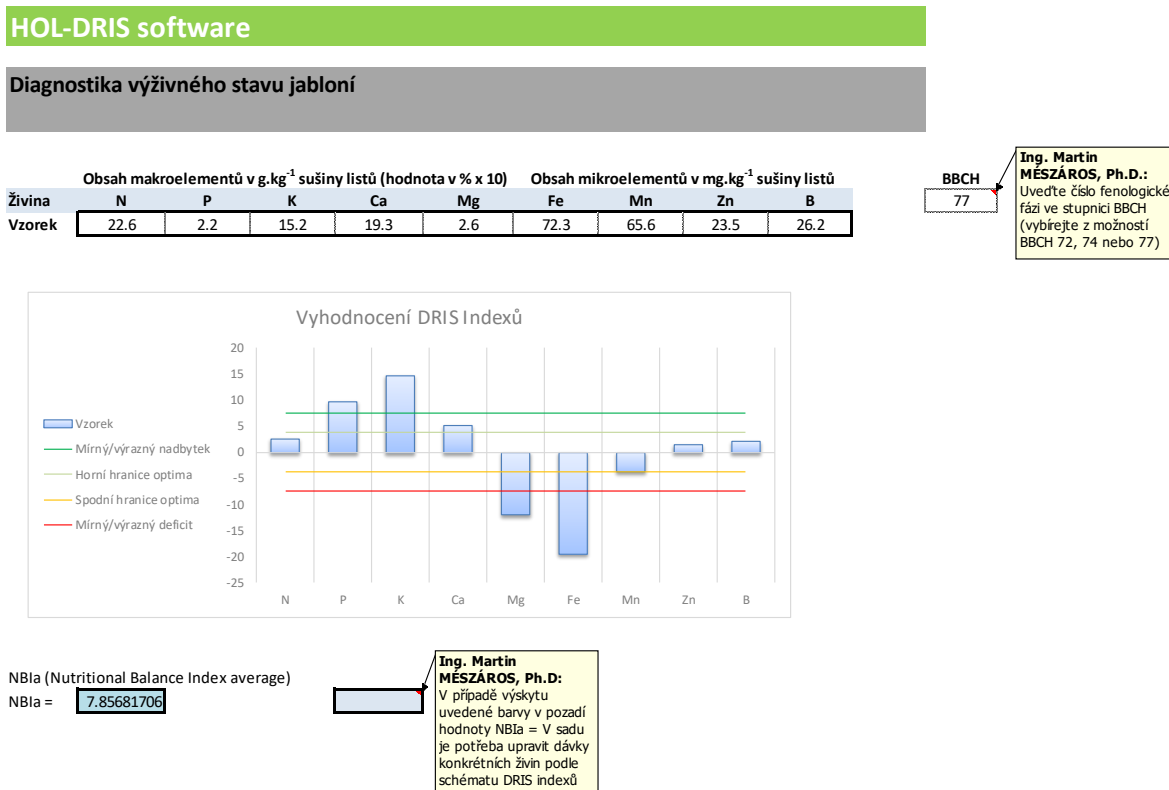 HOL-DRIS software
Diagnostika výživného stavu jabloní
Obsah makroelementů v g.kg-1 sušiny listů (hodnota v % x 10) Obsah mikroelementů v mg.kg-1 sušiny listů BBCH
Živina N P K Ca Mg Fe Mn Zn B 77
Vzorek 22.6 2.2 15.2 19.3 2.6 72.3 65.6 23.5 26.2
Ing. Martin
MÉSZÁROS, Ph.D.:
Uveďte číslo fenologické
fázi ve stupnici BBCH
(vybírejte z možností
BBCH 72, 74 nebo 77)
Vyhodnocení DRIS Indexů
20
15
10
5
0
-5
-10
-15
-20
-25
Vzorek
Mírný/výrazný nadbytek
Horní hranice optima
Spodní hranice optima
Mírný/výrazný deficit
N P K Ca Mg Fe Mn Zn B
NBIa (Nutritional Balance Index average)
NBIa = 7.85681706
Ing. Martin
MÉSZÁROS, Ph.D:
V případě výskytu
uvedené barvy v pozadí
hodnoty NBIa = V sadu
je potřeba upravit dávky
konkrétních živin podle
schématu DRIS indexů